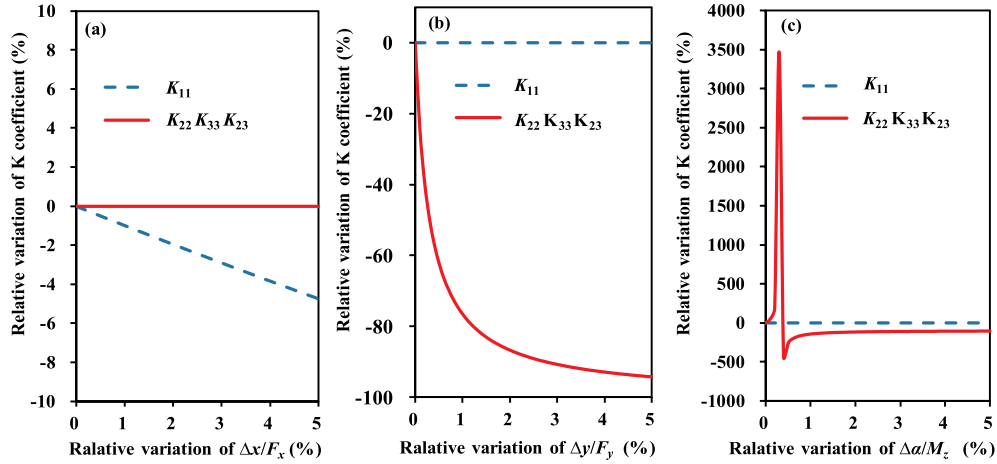 (a)
Relative variation of K coefficient (%)
10
8
6
4
2
0
-2
-4
-6
-8
-10
K11
K22 K33 K23
0 1 2 3 4 5
Ralative variation of Δx/Fx (%)
(b)
Relative variation of K coefficient (%)
0
-20
-40
-60
-80
-100
K11
K22 K33 K23
0 1 2 3 4 5
Ralative variation of Δy/Fy (%)
(c)
Relative variation of K coefficient (%)
4000
3500
3000
2500
2000
1500
1000
500
0
-500
-1000
K11
K22 K33 K23
0 1 2 3 4 5
Ralative variation of Δα/Mz (%)